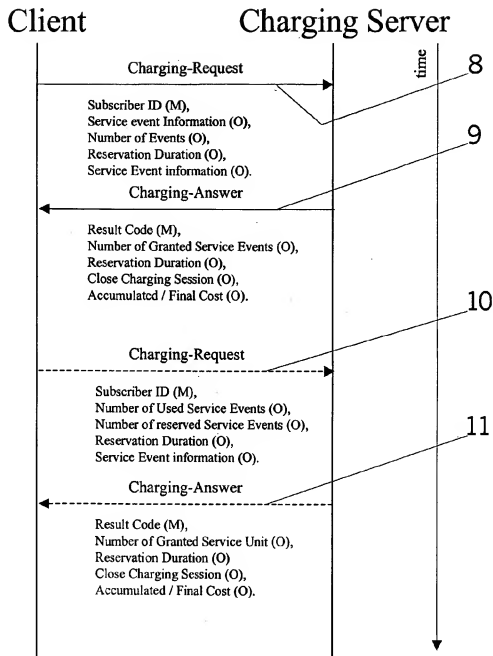 Client Charging Server
time
Charging-Request 8
Subscriber ID (M),
Service event Information (O),
Number of Events (O),
Reservation Duration (O),
Service Event information (O).
9
Charging-Answer
Result Code (M),
Number of Granted Service Events (O),
Reservation Duration (O),
Close Charging Session (O),
Accumulated / Final Cost (O).
10
Charging-Request
Subscriber ID (M),
Number of Used Service Events (O),
Number of reserved Service Events (O),
Reservation Duration (O),
Service Event information (O).
11
Charging-Answer
Result Code (M),
Number of Granted Service Unit (O),
Reservation Duration (O)
Close Charging Session (O),
Accumulated / Final Cost (O).